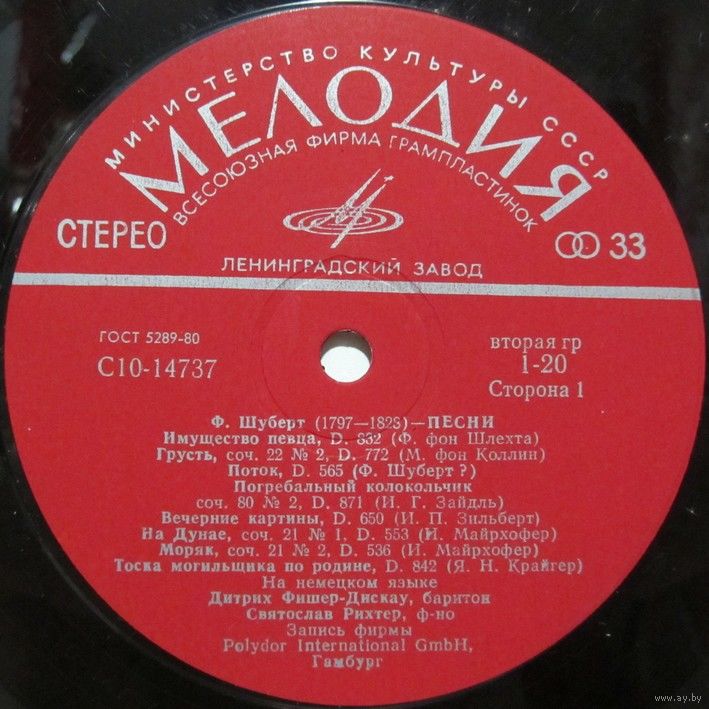 МИНИСТЕРСТВО КУЛЬТУРЫ СССР
МЕЛОДИЯ
ВСЕСОЮЗНАЯ ФИРМА ГРАМПЛАСТИНОК
СТЕРЕО
33
ЛЕНИНГРАДСКИЙ ЗАВОД
ГОСТ 5289-80
С10-14737
вторая гр
1-20
Сторона 1
Ф. Шуберт (1797—1828)—ПЕСНИ
Имущество певца, D. 832 (Ф. фон Шлехта)
Грусть, соч. 22 № 2, D. 772 (М. фон Коллин)
Поток, D. 565 (Ф. Шуберт ?)
Погребальный колокольчик
соч. 80 № 2, D. 871 (И. Г. Зайдль)
Вечерние картины, D. 650 (И. П. Зильберт)
На Дунае, соч. 21 № 1, D. 553 (И. Майрхофер)
Моряк, соч. 21 № 2, D. 536 (И. Майрхофер)
Тоска могильщика по родине, D. 842 (Я. Н. Крайгер)
На немецком языке
Дитрих Фишер-Дискау, баритон
Святослав Рихтер, ф-но
Запись фирмы
Polydor International GmbH,
Гамбург
www.ay.by